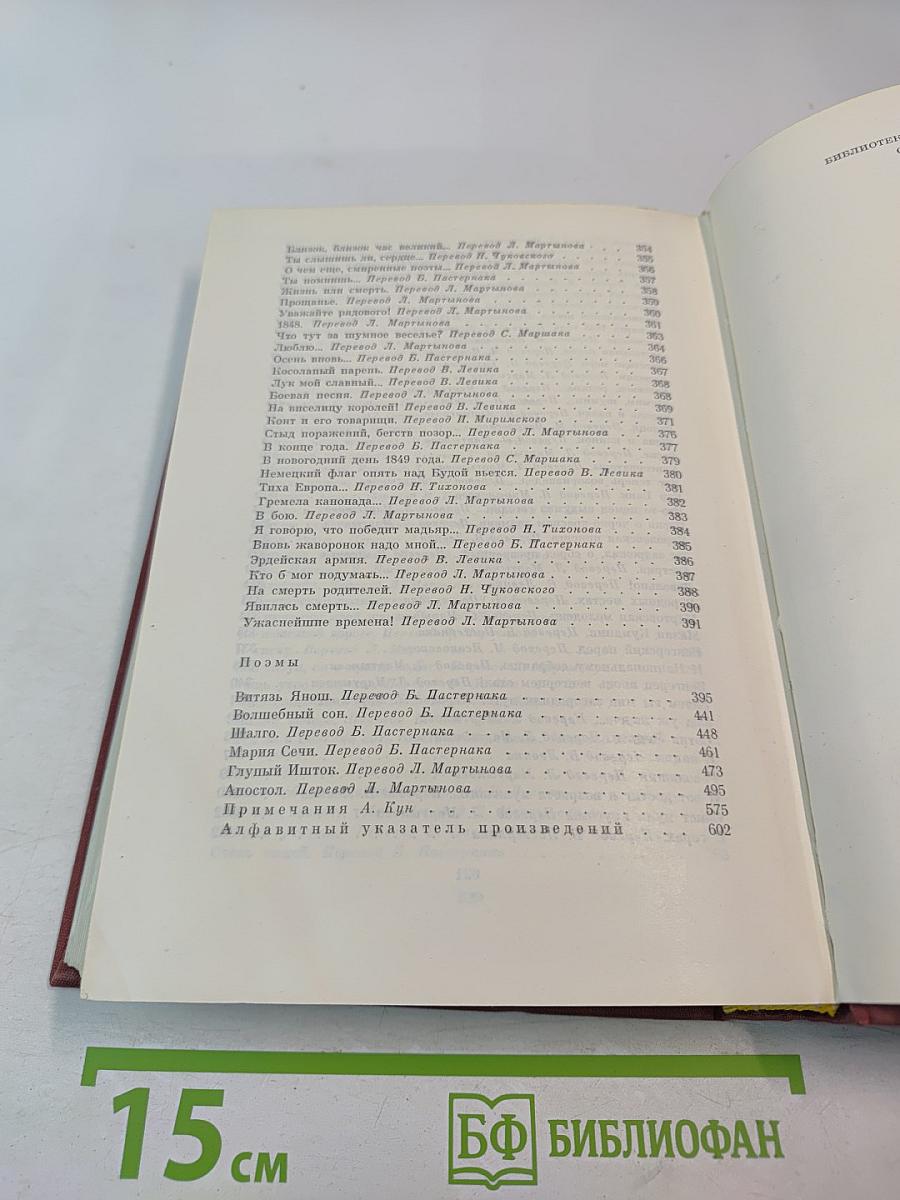 Близок, близок час великий... Перевод Л. Мартынова . . . 354
Ты слышишь ли, сердце... Перевод Н. Чуковского . . . . . 355
О чем еще, смиренные поэты... Перевод Л. Мартынова . . . . 356
Ты помнишь... Перевод Б. Пастернака . . . . . . . . 357
Жизнь или смерть. Перевод Л. Мартынова . . . . . . . 358
Прощанье. Перевод Л. Мартынова . . . . . . . . . . 359
Уважайте рядового! Перевод Л. Мартынова . . . . . . . 360
1848. Перевод Л. Мартынова . . . . . . . . . . . 361
Что тут за шумное веселье? Перевод С. Маршака . . . . . 363
Люблю... Перевод Л. Мартынова . . . . . . . . . . 364
Осень вновь... Перевод Б. Пастернака . . . . . . . . . 366
Косолапый парень. Перевод В. Левика . . . . . . . . . 367
Лук мой славный... Перевод В. Левика . . . . . . . . . 368
Боевая песня. Перевод Л. Мартынова . . . . . . . . . 368
На виселицу королей! Перевод В. Левика . . . . . . . . 369
Конт и его товарищи. Перевод И. Миримского . . . . . . 371
Стыд поражений, бегств позор... Перевод Л. Мартынова . . 376
В конце года. Перевод Б. Пастернака . . . . . . . . . 377
В новогодний день 1849 года. Перевод С. Маршака . . . . 379
Немецкий флаг опять над Будой вьется. Перевод В. Левика 380
Тиха Европа... Перевод Н. Тихонова . . . . . . . . . 381
Гремела канонада... Перевод Л. Мартынова . . . . . . . 382
В бою. Перевод Л. Мартынова . . . . . . . . . . . 383
Я говорю, что победит мадьяр... Перевод Н. Тихонова . . . 384
Вновь жаворонок надо мной... Перевод Б. Пастернака . . . 385
Эрдейская армия. Перевод В. Левика . . . . . . . . . 386
Кто б мог подумать... Перевод Л. Мартынова . . . . . . . 387
На смерть родителей. Перевод Н. Чуковского . . . . . . 388
Явилась смерть... Перевод Л. Мартынова . . . . . . . . 390
Ужаснейшие времена! Перевод Л. Мартынова . . . . . . . 391
Поэмы
Витязь Янош. Перевод Б. Пастернака . . . . . . . . . 395
Волшебный сон. Перевод Б. Пастернака . . . . . . . . 441
Шалго. Перевод Б. Пастернака . . . . . . . . . . . 448
Мария Сечи. Перевод Б. Пастернака . . . . . . . . . 461
Глупый Ишток. Перевод Л. Мартынова . . . . . . . . 473
Апостол. Перевод Л. Мартынова . . . . . . . . . . 495
Примечания А. Кун . . . . . . . . . . . . 575
Алфавитный указатель произведений . . . 602
15 см
БФ БИБЛИОФАН